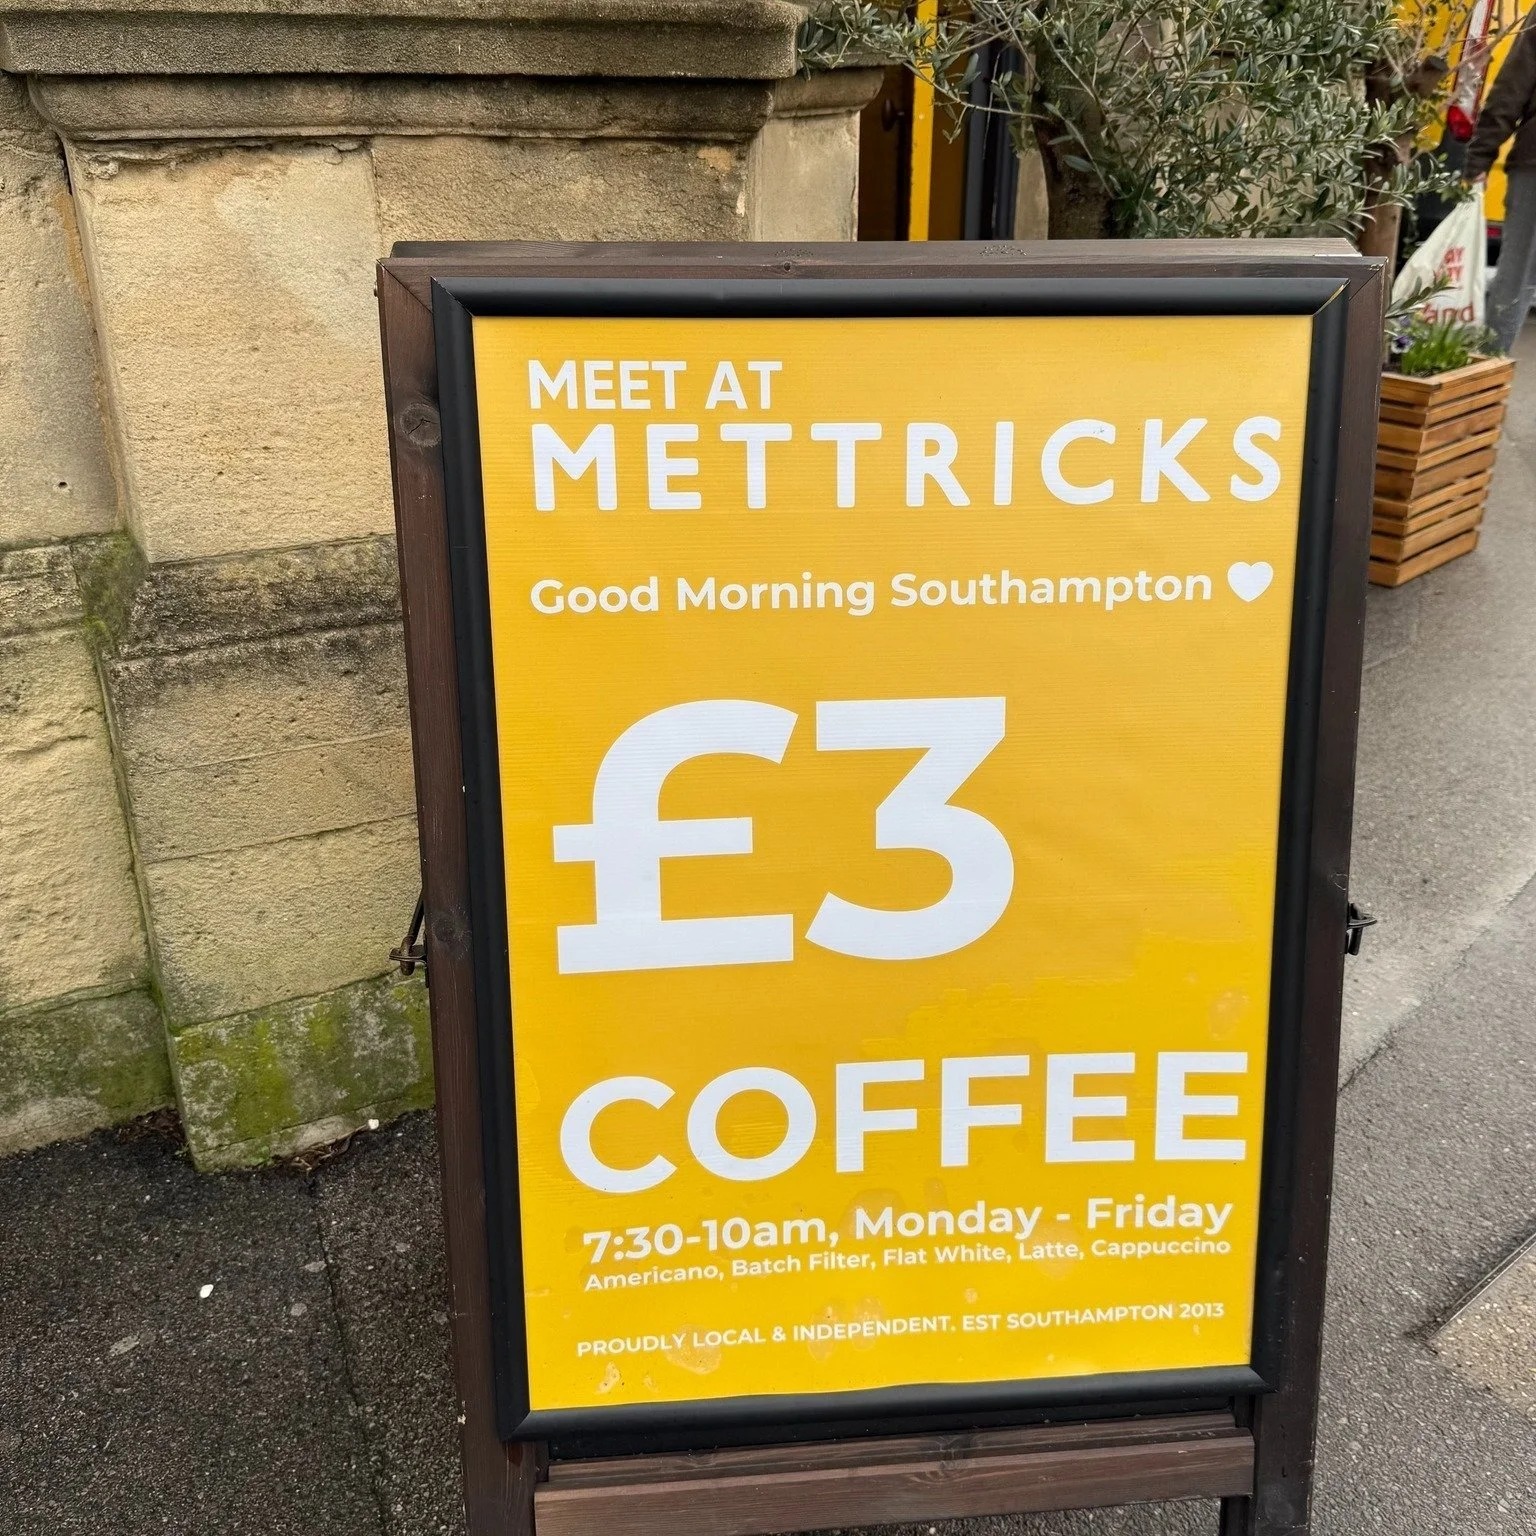 MEET AT
METTRICKS
Good Morning Southampton
£3
COFFEE
7:30-10am, Monday - Friday
Americano, Batch Filter, Flat White, Latte, Cappuccino
PROUDLY LOCAL & INDEPENDENT. EST SOUTHAMPTON 2013